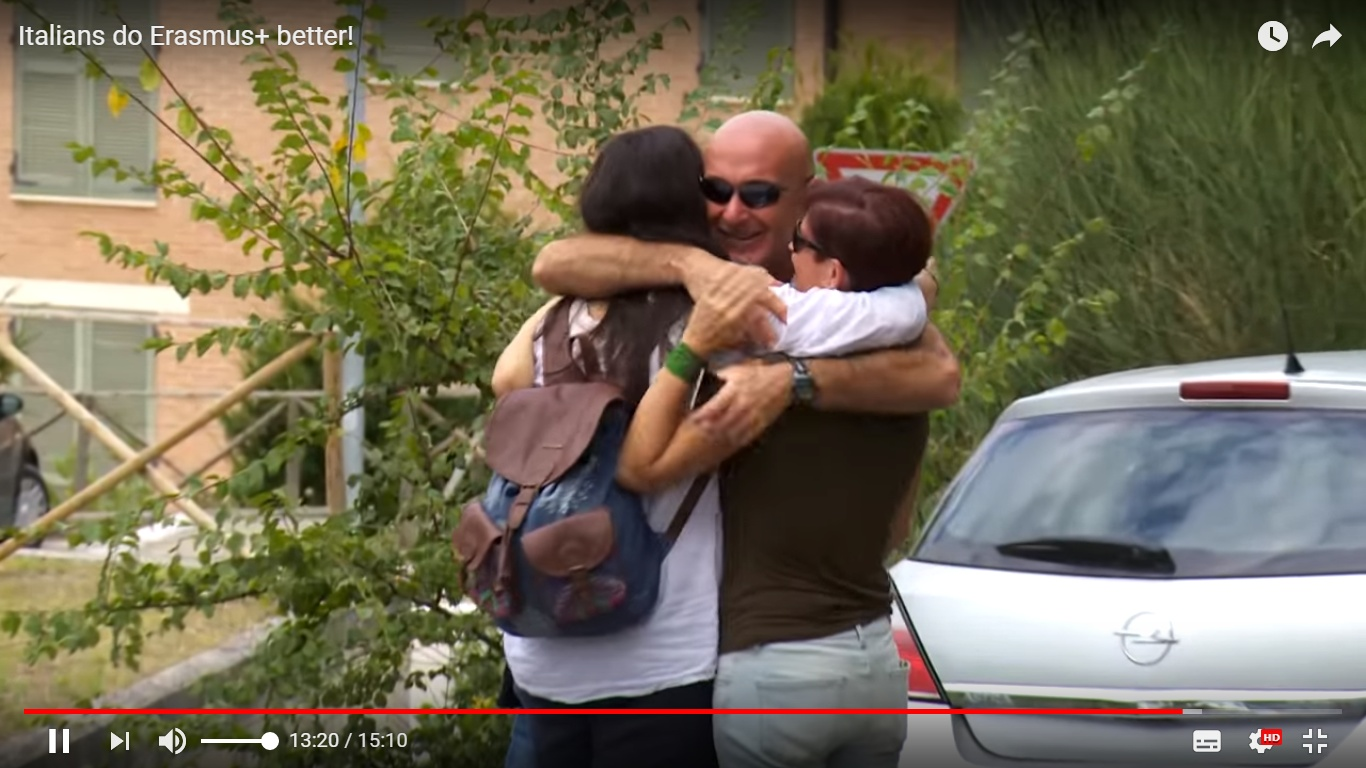 Italians do Erasmus+ better!
13:20 / 15:10
HD